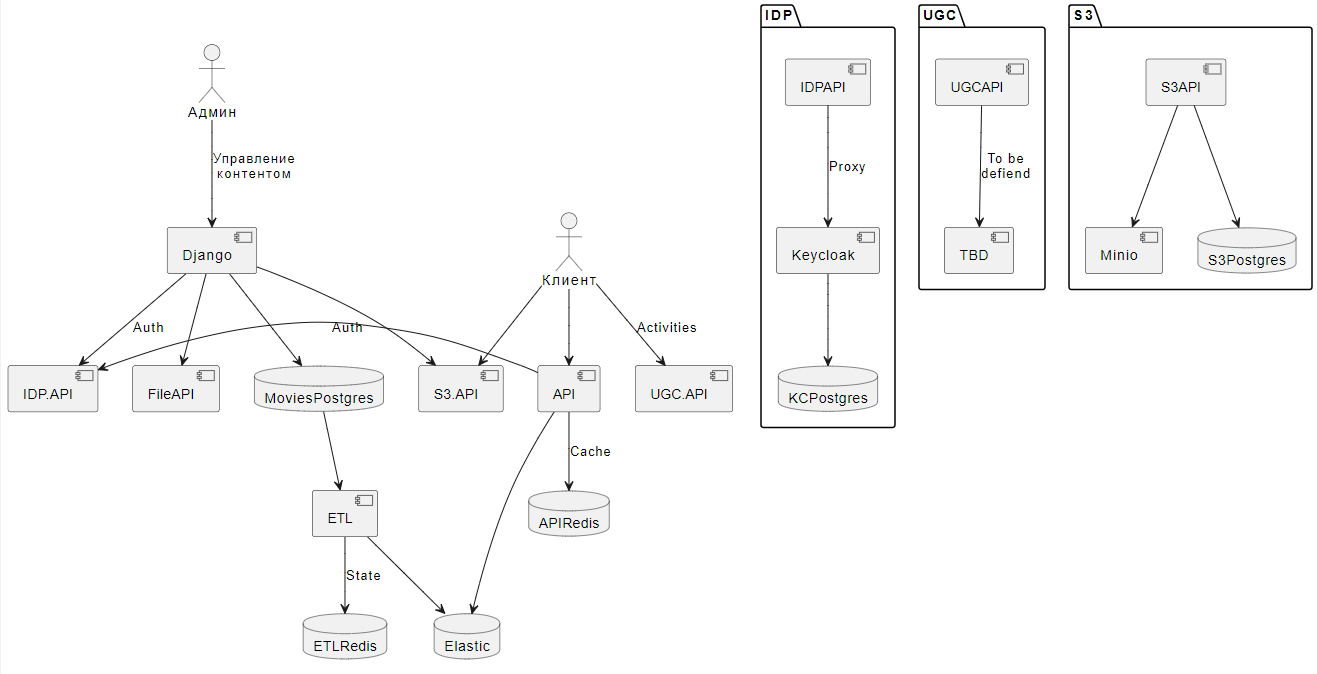 IDP
UGC
S3
IDPAPI
UGCAPI
S3API
Админ
Управление
контентом
Proxy
To be
defiend
Django
Клиент
Keycloak
TBD
Minio
S3Postgres
Auth
Auth
Activities
IDP.API
FileAPI
MoviesPostgres
S3.API
API
UGC.API
KCPostgres
Cache
ETL
APIRedis
State
ETLRedis
Elastic